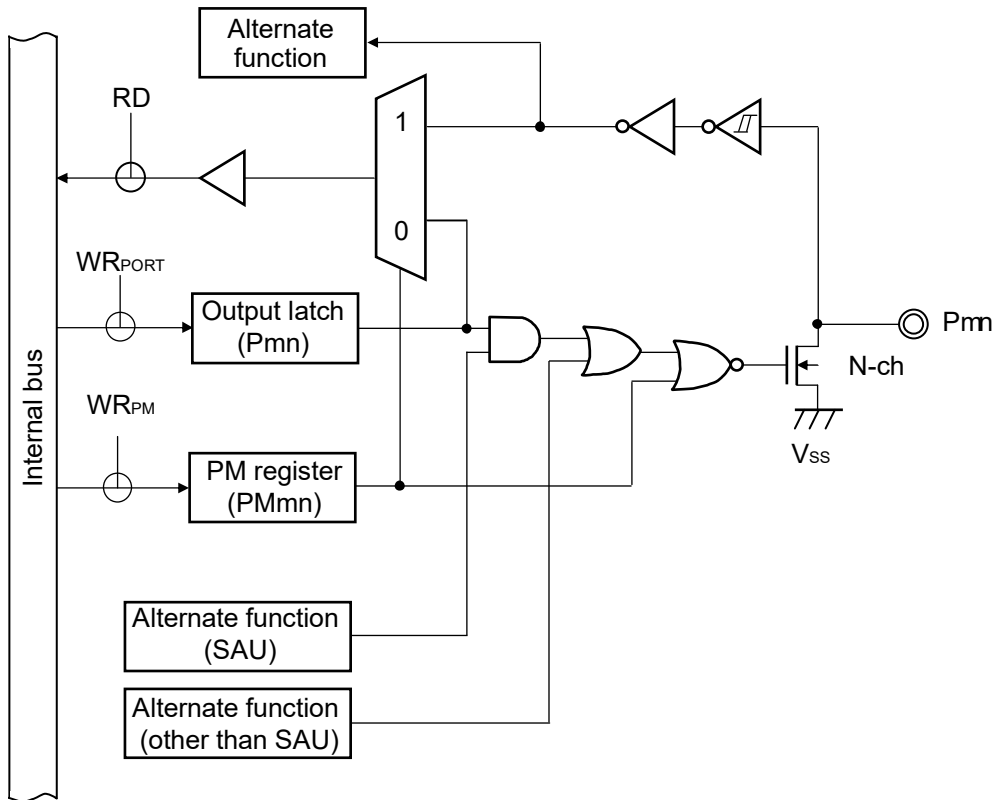 Alternate
function
RD
1
0
WRPORT
Output latch
(Pmn)
Pmn
N-ch
VSS
Internal bus
WRPM
PM register
(PMmn)
Alternate function
(SAU)
Alternate function
(other than SAU)